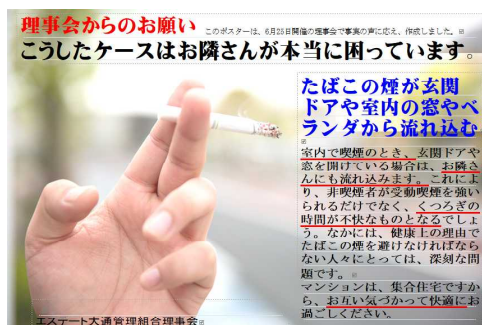 理事会からのお願い
このポスターは、6月25日開催の理事会で事実の声に応え、作成しました。
こうしたケースはお隣さんが本当に困っています。
たばこの煙が玄関
ドアや室内の窓やベ
ランダから流れ込む
室内で喫煙のとき、玄関ドアや
窓を開けている場合は、お隣さ
んにも流れ込みます。これによ
り、非喫煙者が受動喫煙を強い
られるだけでなく、くつろぎの
時間が不快なものとなるでしょ
う。なかには、健康上の理由で
たばこの煙を避けなければなら
ない人々にとっては、深刻な問
題です。
マンションは、集合住宅ですか
ら、お互い気づかって快適にお
過ごしください。
エステート大通管理組合理事会